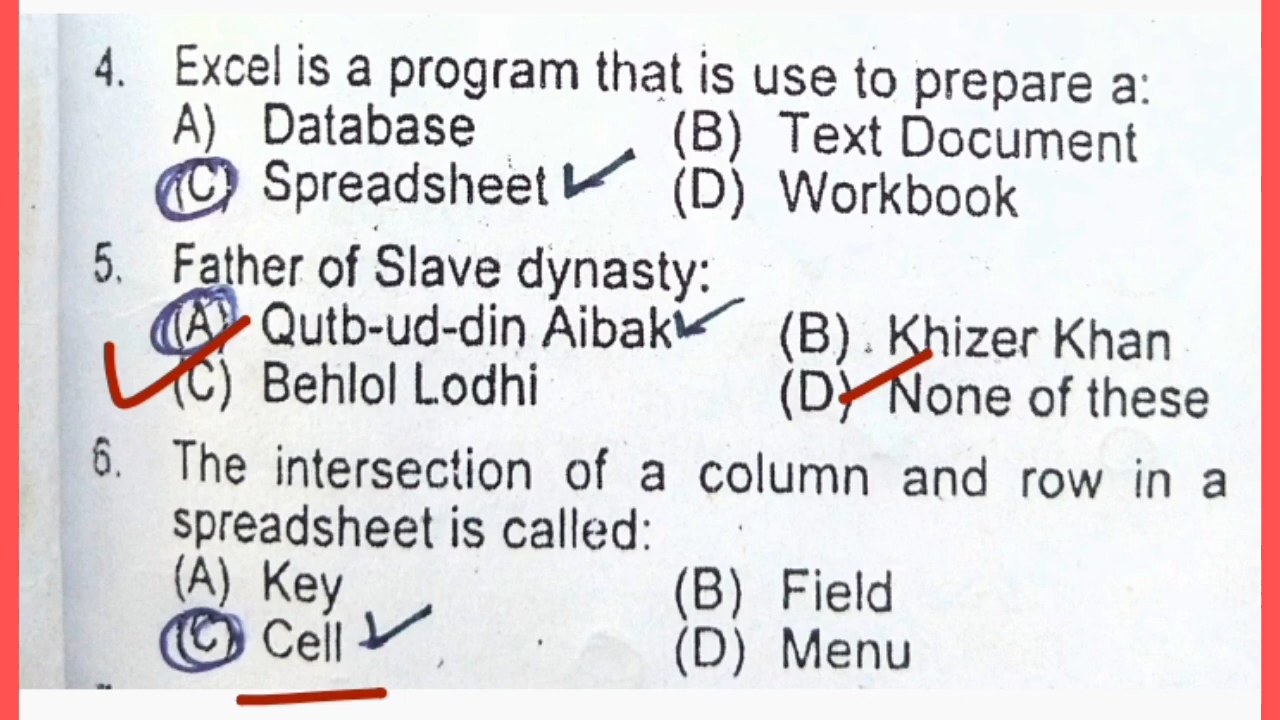 4. Excel is a program that is use to prepare a:
A) Database (B) Text Document
(C) Spreadsheet (D) Workbook
5. Father of Slave dynasty:
(A) Qutb-ud-din Aibak (B) Khizer Khan
(C) Behlol Lodhi (D) None of these
6. The intersection of a column and row in a
spreadsheet is called:
(A) Key (B) Field
(C) Cell (D) Menu